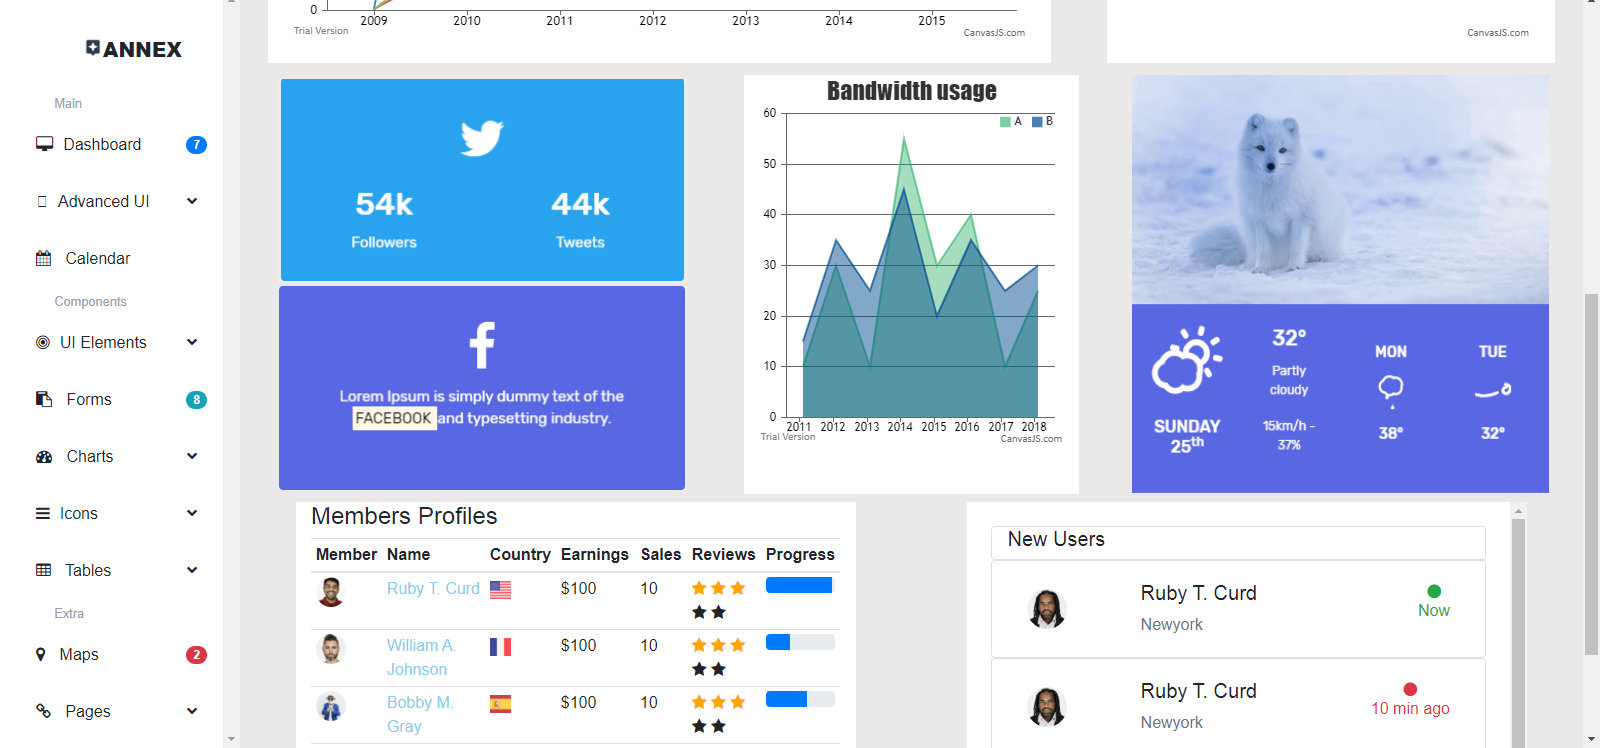 ANNEX
Main
Dashboard 7
Advanced UI
Calendar
Components
UI Elements
Forms 8
Charts
Icons
Tables
Extra
Maps 2
Pages
0
2009 2010 2011 2012 2013 2014 2015
Trial Version
CanvasJS.com
CanvasJS.com
54k 44k
Followers Tweets
Lorem Ipsum is simply dummy text of the
FACEBOOK and typesetting industry.
Bandwidth usage
A B
60
50
40
30
20
10
0
2011 2012 2013 2014 2015 2016 2017 2018
Trial Version
CanvasJS.com
32°
Partly
cloudy
15km/h -
37%
SUNDAY
25th
MON
38°
TUE
32°
Members Profiles
Member Name Country Earnings Sales Reviews Progress
Ruby T. Curd $100 10
William A.
Johnson
$100 10
Bobby M.
Gray
$100 10
New Users
Ruby T. Curd
Newyork
Now
Ruby T. Curd
Newyork
10 min ago